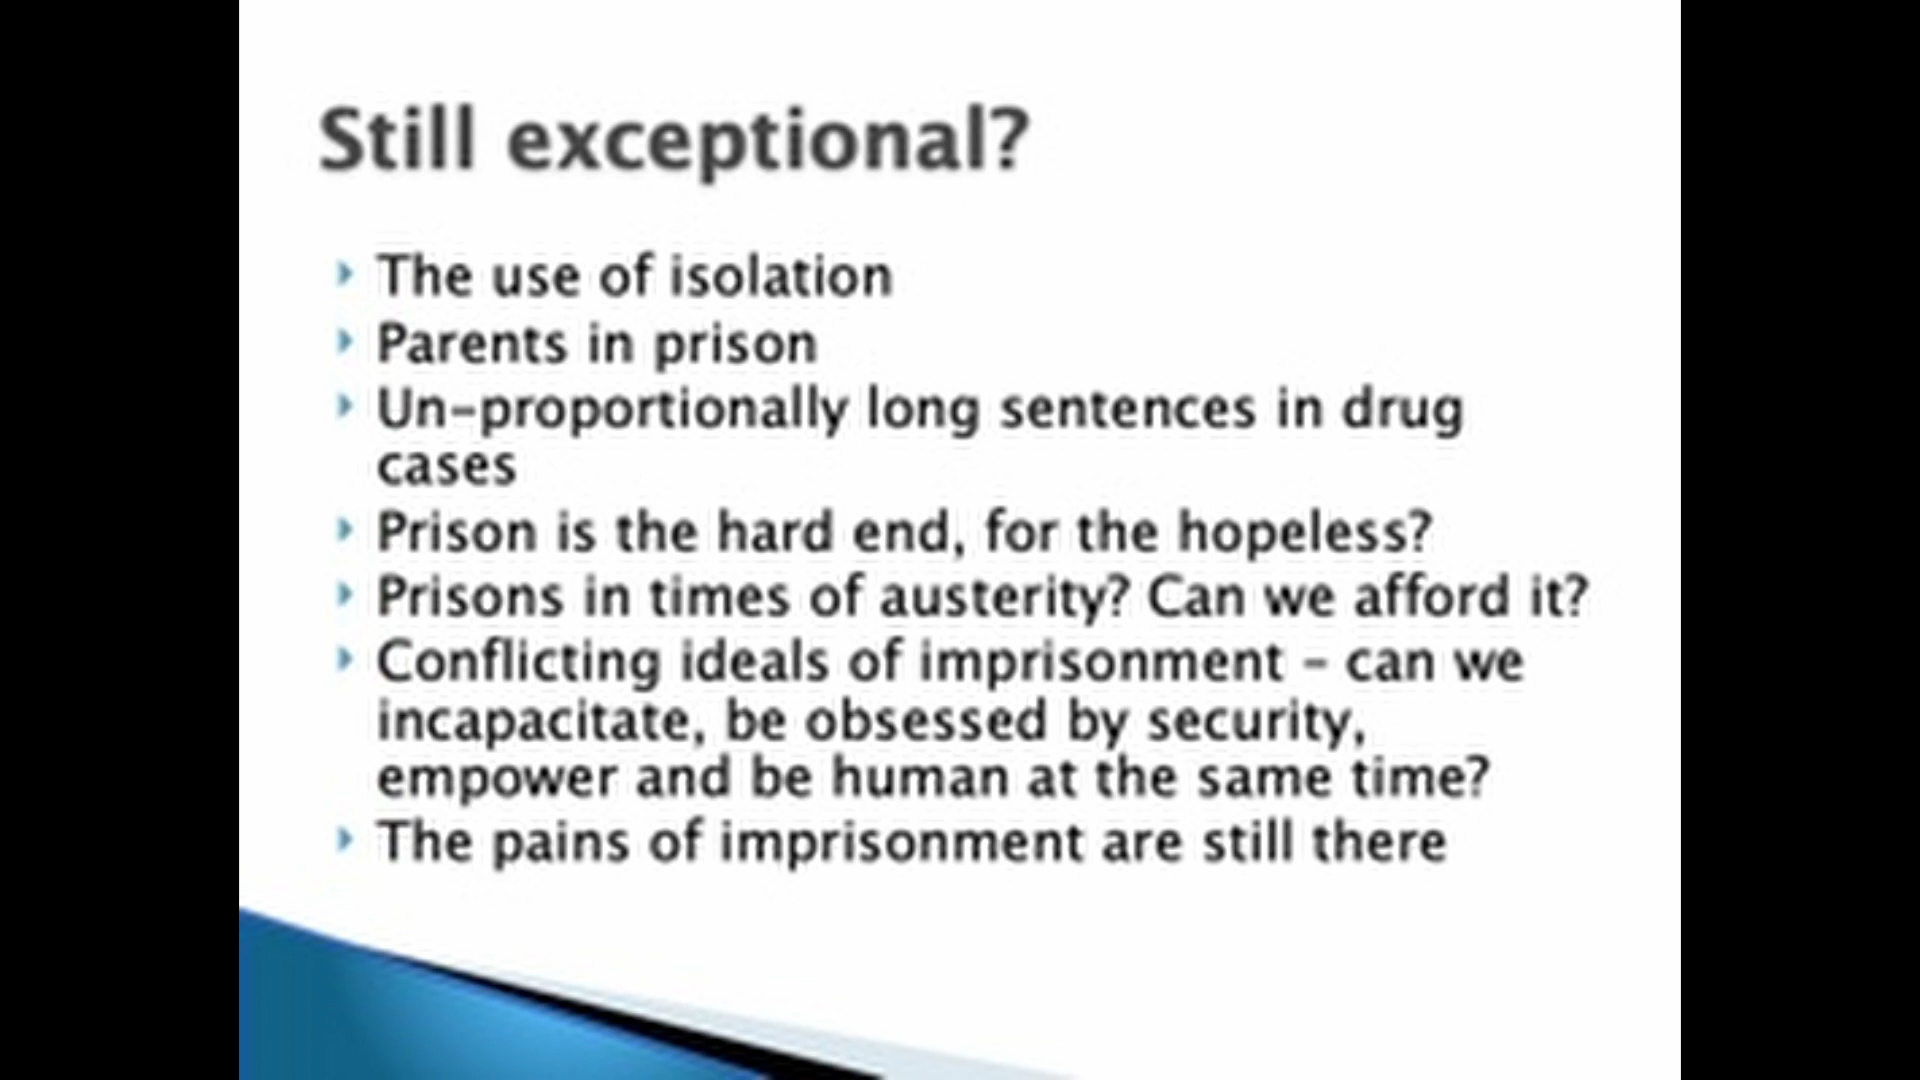 Still exceptional?
The use of isolation
Parents in prison
Un-proportionally long sentences in drug
cases
Prison is the hard end, for the hopeless?
Prisons in times of austerity? Can we afford it?
Conflicting ideals of imprisonment - can we
incapacitate, be obsessed by security,
empower and be human at the same time?
The pains of imprisonment are still there